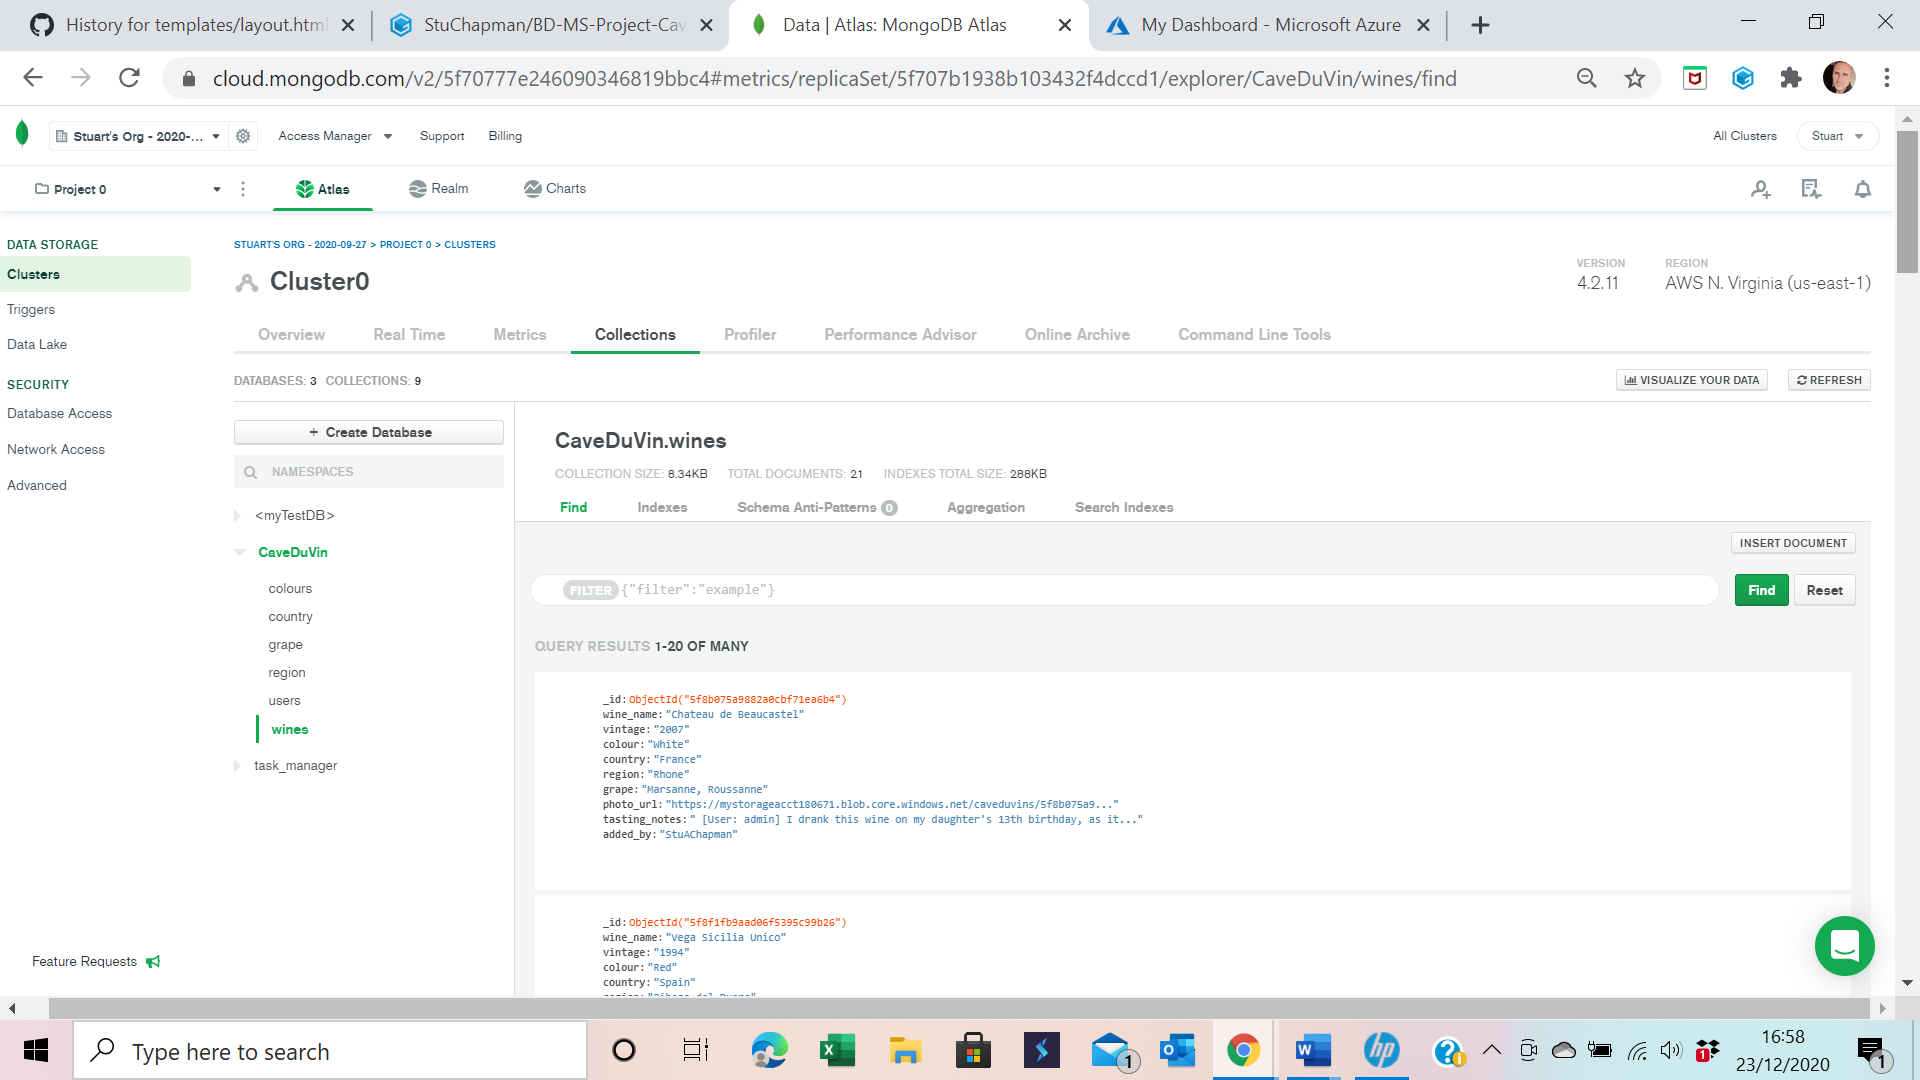 History for templates/layout.html
StuChapman/BD-MS-Project-Cav
Data | Atlas: MongoDB Atlas
My Dashboard - Microsoft Azure
cloud.mongodb.com/v2/5f70777e246090346819bbc4#metrics/replicaSet/5f707b1938b103432f4dccd1/explorer/CaveDuVin/wines/find
Stuart's Org - 2020-...
Access Manager
Support
Billing
All Clusters
Stuart
Project 0
Atlas
Realm
Charts
DATA STORAGE
Clusters
Triggers
Data Lake
SECURITY
Database Access
Network Access
Advanced
Feature Requests
STUART'S ORG - 2020-09-27 > PROJECT 0 > CLUSTERS
Cluster0
VERSION
4.2.11
REGION
AWS N. Virginia (us-east-1)
Overview
Real Time
Metrics
Collections
Profiler
Performance Advisor
Online Archive
Command Line Tools
DATABASES: 3 COLLECTIONS: 9
VISUALIZE YOUR DATA
REFRESH
+ Create Database
NAMESPACES
<myTestDB>
CaveDuVin
colours
country
grape
region
users
wines
task_manager
CaveDuVin.wines
COLLECTION SIZE: 8.34KB TOTAL DOCUMENTS: 21 INDEXES TOTAL SIZE: 288KB
Find
Indexes
Schema Anti-Patterns 0
Aggregation
Search Indexes
INSERT DOCUMENT
FILTER {"filter":"example"}
Find
Reset
QUERY RESULTS 1-20 OF MANY
_id: ObjectId("5f8b075a9882a0cbf71ea6b4")
wine_name: "Chateau de Beaucastel"
vintage: "2007"
colour: "White"
country: "France"
region: "Rhone"
grape: "Marsanne, Roussanne"
photo_url: "https://mystorageacct180671.blob.core.windows.net/caveduvins/5f8b075a9..."
tasting_notes: " [User: admin] I drank this wine on my daughter's 13th birthday, as it..."
added_by: "StuAChapman"
_id: ObjectId("5f8f1fb9aad06f5395c99b26")
wine_name: "Vega Sicilia Unico"
vintage: "1994"
colour: "Red"
country: "Spain"
Type here to search
1
1
16:58
23/12/2020
1